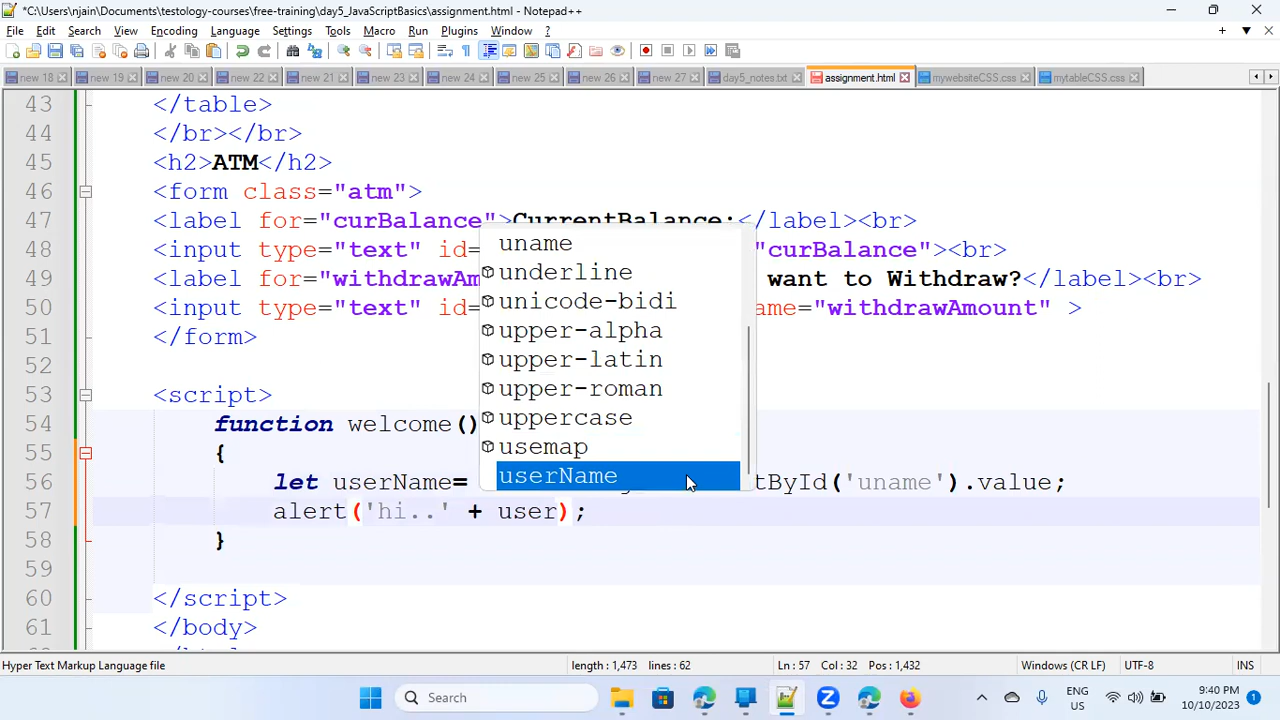 *C:\Users\njain\Documents\testology-courses\free-training\day5_JavaScriptBasics\assignment.html - Notepad++
File Edit Search View Encoding Language Settings Tools Macro Run Plugins Window ?
new 18 new 19 new 20 new 22 new 21 new 23 new 24 new 25 new 26 new 27 day5_notes.txt assignment.html mywebsiteCSS.css mytableCSS.css
43 </table>
44 </br></br>
45 <h2>ATM</h2>
46 <form class="atm">
47 <label for="curBalance">CurrentBalance:</label><br>
48 <input type="text" id= "curBalance"><br>
49 <label for="withdrawAm want to Withdraw?</label><br>
50 <input type="text" id= ame="withdrawAmount" >
51 </form>
52
53 <script>
54 function welcome()
55 {
56 let userName= tById('uname').value;
57 alert('hi..' + user);
58 }
59
60 </script>
61 </body>
uname
underline
unicode-bidi
upper-alpha
upper-latin
upper-roman
uppercase
usemap
userName
Hyper Text Markup Language file length : 1,473 lines : 62 Ln : 57 Col : 32 Pos : 1,432 Windows (CR LF) UTF-8 INS
Search ENG US 9:40 PM 10/10/2023 1